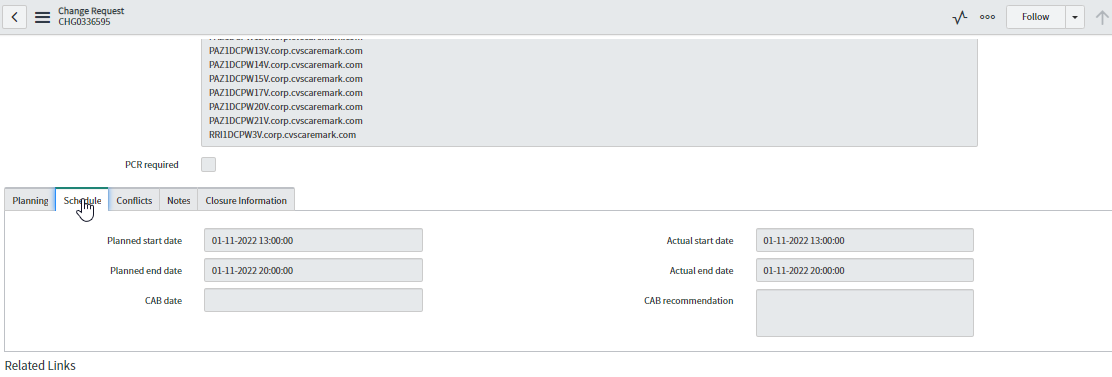 Change Request
CHG0336595
Follow
PAZ1DCPW13V.corp.cvscaremark.com
PAZ1DCPW14V.corp.cvscaremark.com
PAZ1DCPW15V.corp.cvscaremark.com
PAZ1DCPW17V.corp.cvscaremark.com
PAZ1DCPW20V.corp.cvscaremark.com
PAZ1DCPW21V.corp.cvscaremark.com
RRI1DCPW3V.corp.cvscaremark.com
PCR required
Planning Schedule Conflicts Notes Closure Information
Planned start date 01-11-2022 13:00:00 Actual start date 01-11-2022 13:00:00
Planned end date 01-11-2022 20:00:00 Actual end date 01-11-2022 20:00:00
CAB date CAB recommendation
Related Links